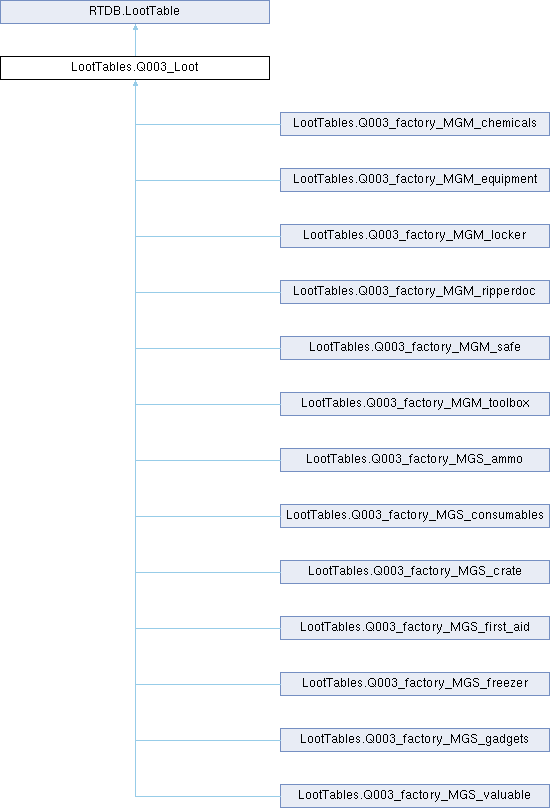 RTDB.LootTable
LootTables.Q003_Loot
LootTables.Q003_factory_MGM_chemicals
LootTables.Q003_factory_MGM_equipment
LootTables.Q003_factory_MGM_locker
LootTables.Q003_factory_MGM_ripperdoc
LootTables.Q003_factory_MGM_safe
LootTables.Q003_factory_MGM_toolbox
LootTables.Q003_factory_MGS_ammo
LootTables.Q003_factory_MGS_consumables
LootTables.Q003_factory_MGS_crate
LootTables.Q003_factory_MGS_first_aid
LootTables.Q003_factory_MGS_freezer
LootTables.Q003_factory_MGS_gadgets
LootTables.Q003_factory_MGS_valuable